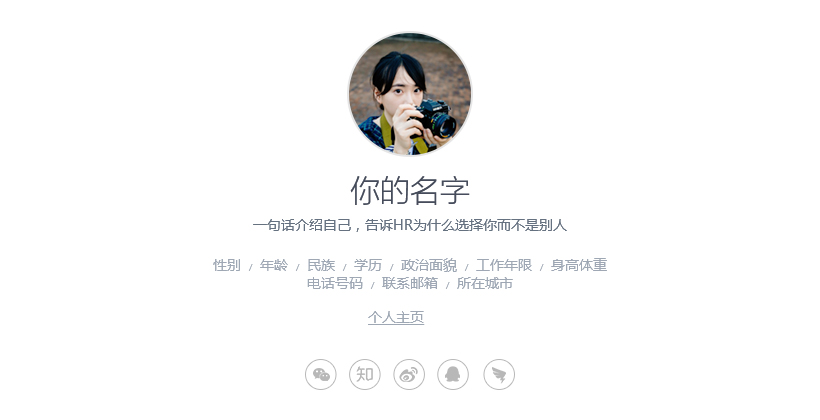 你的名字
一句话介绍自己，告诉HR为什么选择你而不是别人
性别 / 年龄 / 民族 / 学历 / 政治面貌 / 工作年限 / 身高体重
电话号码 / 联系邮箱 / 所在城市
个人主页
知